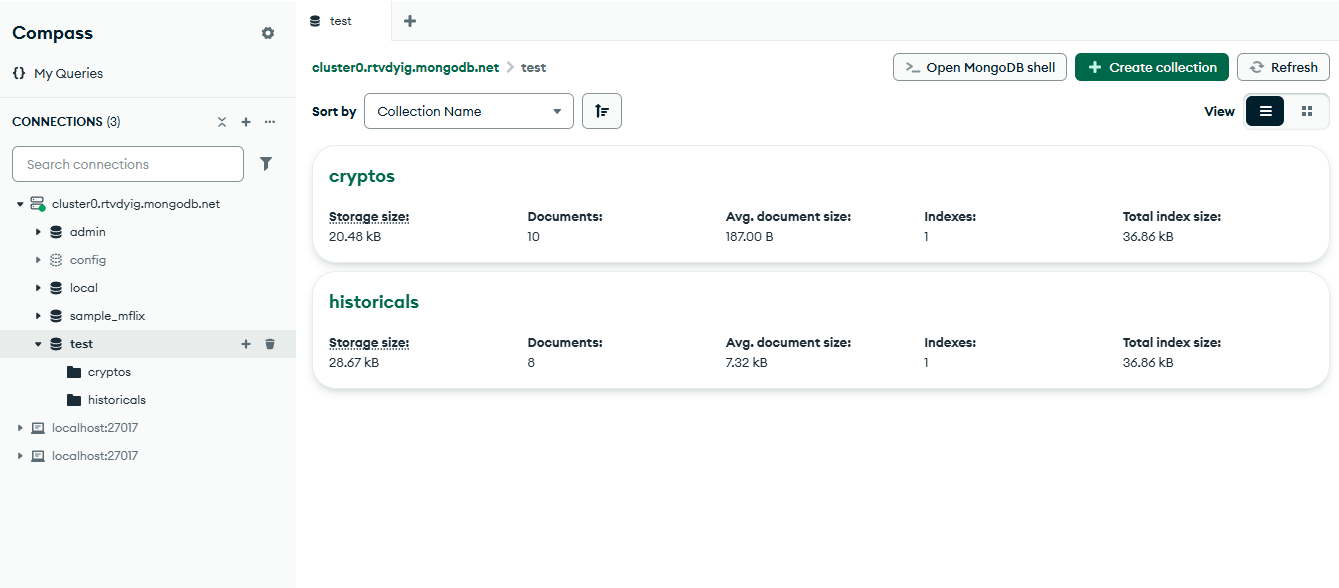 Compass
My Queries
CONNECTIONS (3)
Search connections
cluster0.rtvdyig.mongodb.net
admin
config
local
sample_mflix
test
cryptos
historicals
localhost:27017
localhost:27017
test
cluster0.rtvdyig.mongodb.net > test
>_ Open MongoDB shell
+ Create collection
Refresh
Sort by Collection Name
View
cryptos
Storage size: Documents: Avg. document size: Indexes: Total index size:
20.48 kB 10 187.00 B 1 36.86 kB
historicals
Storage size: Documents: Avg. document size: Indexes: Total index size:
28.67 kB 8 7.32 kB 1 36.86 kB